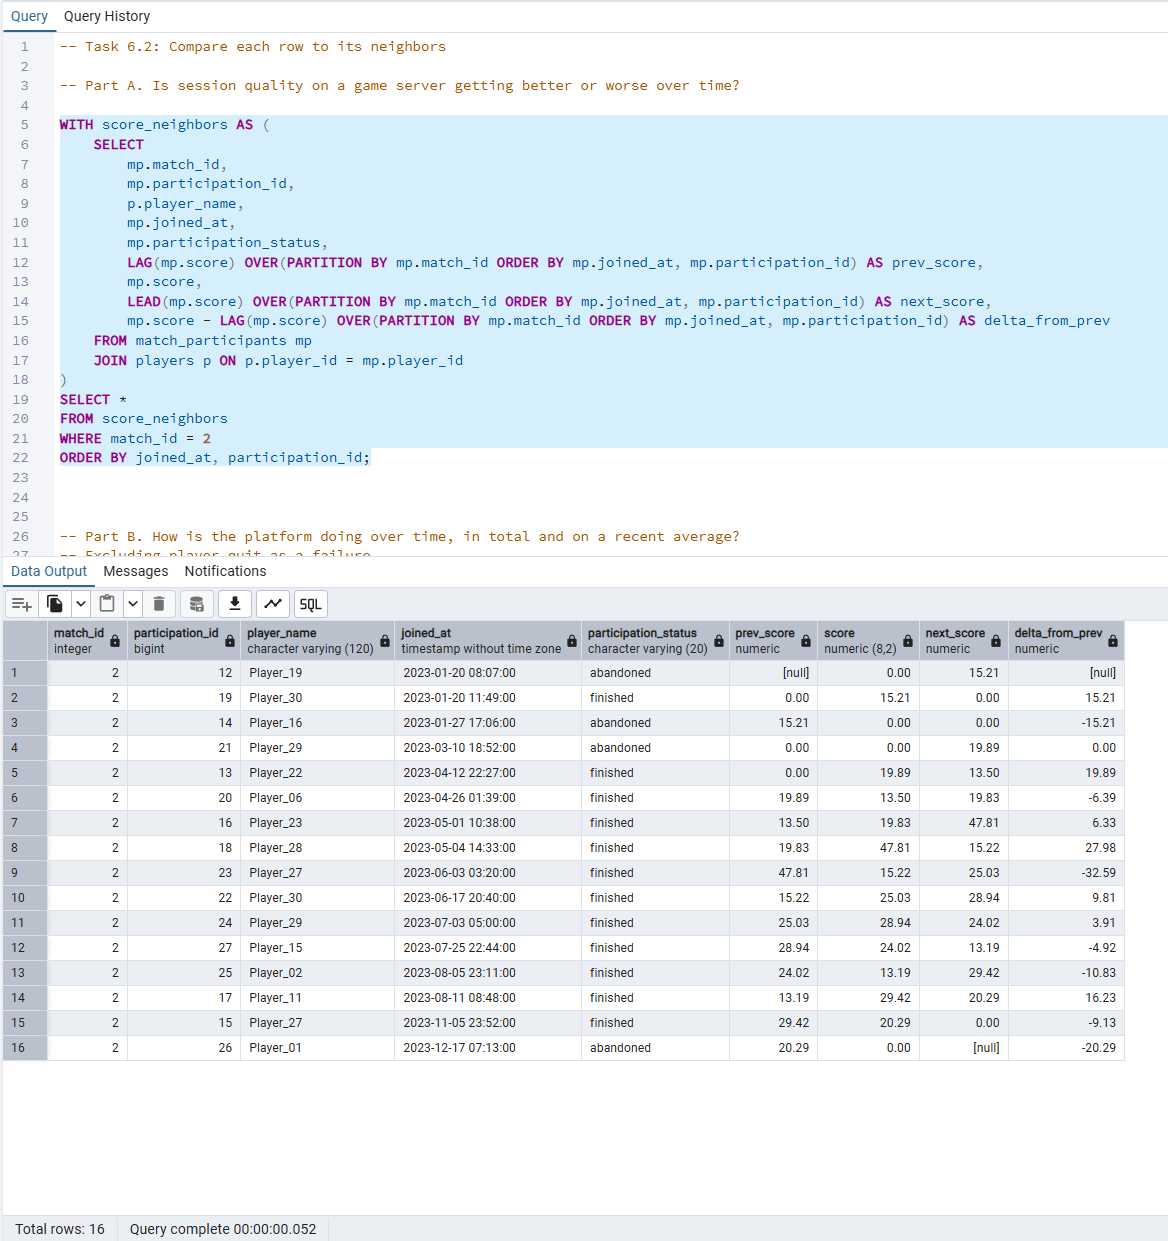 Query Query History
1 -- Task 6.2: Compare each row to its neighbors
2
3 -- Part A. Is session quality on a game server getting better or worse over time?
4
5 WITH score_neighbors AS (
6 SELECT
7 mp.match_id,
8 mp.participation_id,
9 p.player_name,
10 mp.joined_at,
11 mp.participation_status,
12 LAG(mp.score) OVER(PARTITION BY mp.match_id ORDER BY mp.joined_at, mp.participation_id) AS prev_score,
13 mp.score,
14 LEAD(mp.score) OVER(PARTITION BY mp.match_id ORDER BY mp.joined_at, mp.participation_id) AS next_score,
15 mp.score - LAG(mp.score) OVER(PARTITION BY mp.match_id ORDER BY mp.joined_at, mp.participation_id) AS delta_from_prev
16 FROM match_participants mp
17 JOIN players p ON p.player_id = mp.player_id
18 )
19 SELECT *
20 FROM score_neighbors
21 WHERE match_id = 2
22 ORDER BY joined_at, participation_id;
23
24
25
26 -- Part B. How is the platform doing over time, in total and on a recent average?
27 -- Excluding player quit as a failure
Data Output Messages Notifications
SQL
match_id participation_id player_name joined_at participation_status prev_score score next_score delta_from_prev
integer bigint character varying (120) timestamp without time zone character varying (20) numeric numeric (8,2) numeric numeric
1 2 12 Player_19 2023-01-20 08:07:00 abandoned [null] 0.00 15.21 [null]
2 2 19 Player_30 2023-01-20 11:49:00 finished 0.00 15.21 0.00 15.21
3 2 14 Player_16 2023-01-27 17:06:00 abandoned 15.21 0.00 0.00 -15.21
4 2 21 Player_29 2023-03-10 18:52:00 abandoned 0.00 0.00 19.89 0.00
5 2 13 Player_22 2023-04-12 22:27:00 finished 0.00 19.89 13.50 19.89
6 2 20 Player_06 2023-04-26 01:39:00 finished 19.89 13.50 19.83 -6.39
7 2 16 Player_23 2023-05-01 10:38:00 finished 13.50 19.83 47.81 6.33
8 2 18 Player_28 2023-05-04 14:33:00 finished 19.83 47.81 15.22 27.98
9 2 23 Player_27 2023-06-03 03:20:00 finished 47.81 15.22 25.03 -32.59
10 2 22 Player_30 2023-06-17 20:40:00 finished 15.22 25.03 28.94 9.81
11 2 24 Player_29 2023-07-03 05:00:00 finished 25.03 28.94 24.02 3.91
12 2 27 Player_15 2023-07-25 22:44:00 finished 28.94 24.02 13.19 -4.92
13 2 25 Player_02 2023-08-05 23:11:00 finished 24.02 13.19 29.42 -10.83
14 2 17 Player_11 2023-08-11 08:48:00 finished 13.19 29.42 20.29 16.23
15 2 15 Player_27 2023-11-05 23:52:00 finished 29.42 20.29 0.00 -9.13
16 2 26 Player_01 2023-12-17 07:13:00 abandoned 20.29 0.00 [null] -20.29
Total rows: 16 Query complete 00:00:00.052